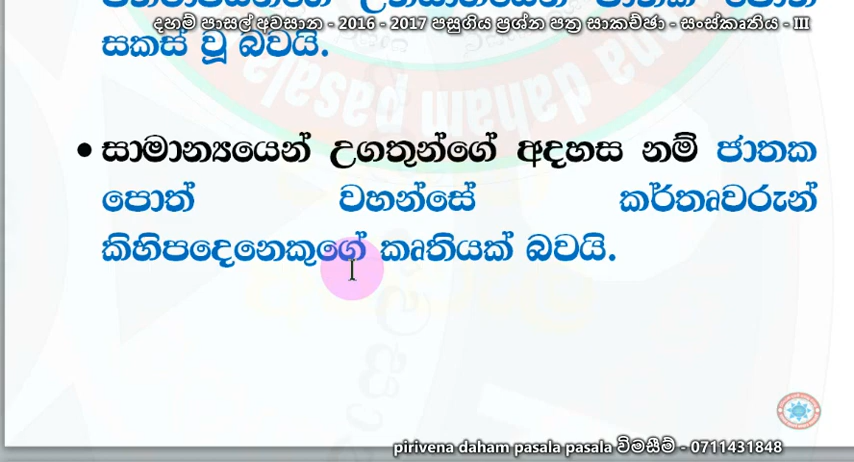 දහම් පාසල් අවසාන - 2016 - 2017 පසුගිය ප්‍රශ්න පත්‍ර සාකච්ඡා - සංස්කෘතිය - III
සකස් වූ බවයි.
• සාමාන්‍යයෙන් උගතුන්ගේ අදහස නම් ජාතක
පොත් වහන්සේ කර්තෘවරුන්
කිහිපදෙනෙකුගේ කෘතියක් බවයි.
pirivena daham pasala pasala විමසීම් - 0711431848